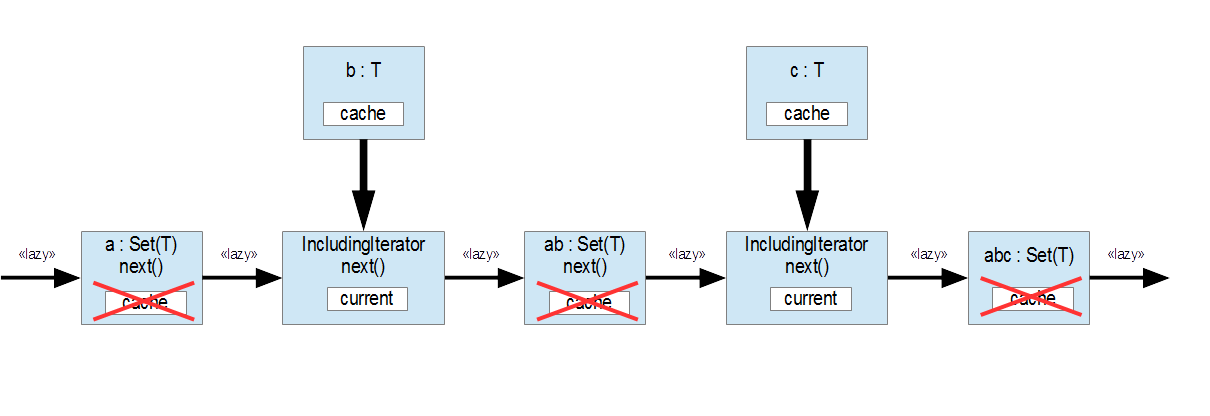 b : T
cache
c : T
cache
«lazy»
a : Set(T)
next()
cache
«lazy»
IncludingIterator
next()
current
«lazy»
ab : Set(T)
next()
cache
«lazy»
IncludingIterator
next()
current
«lazy»
abc : Set(T)
cache
«lazy»